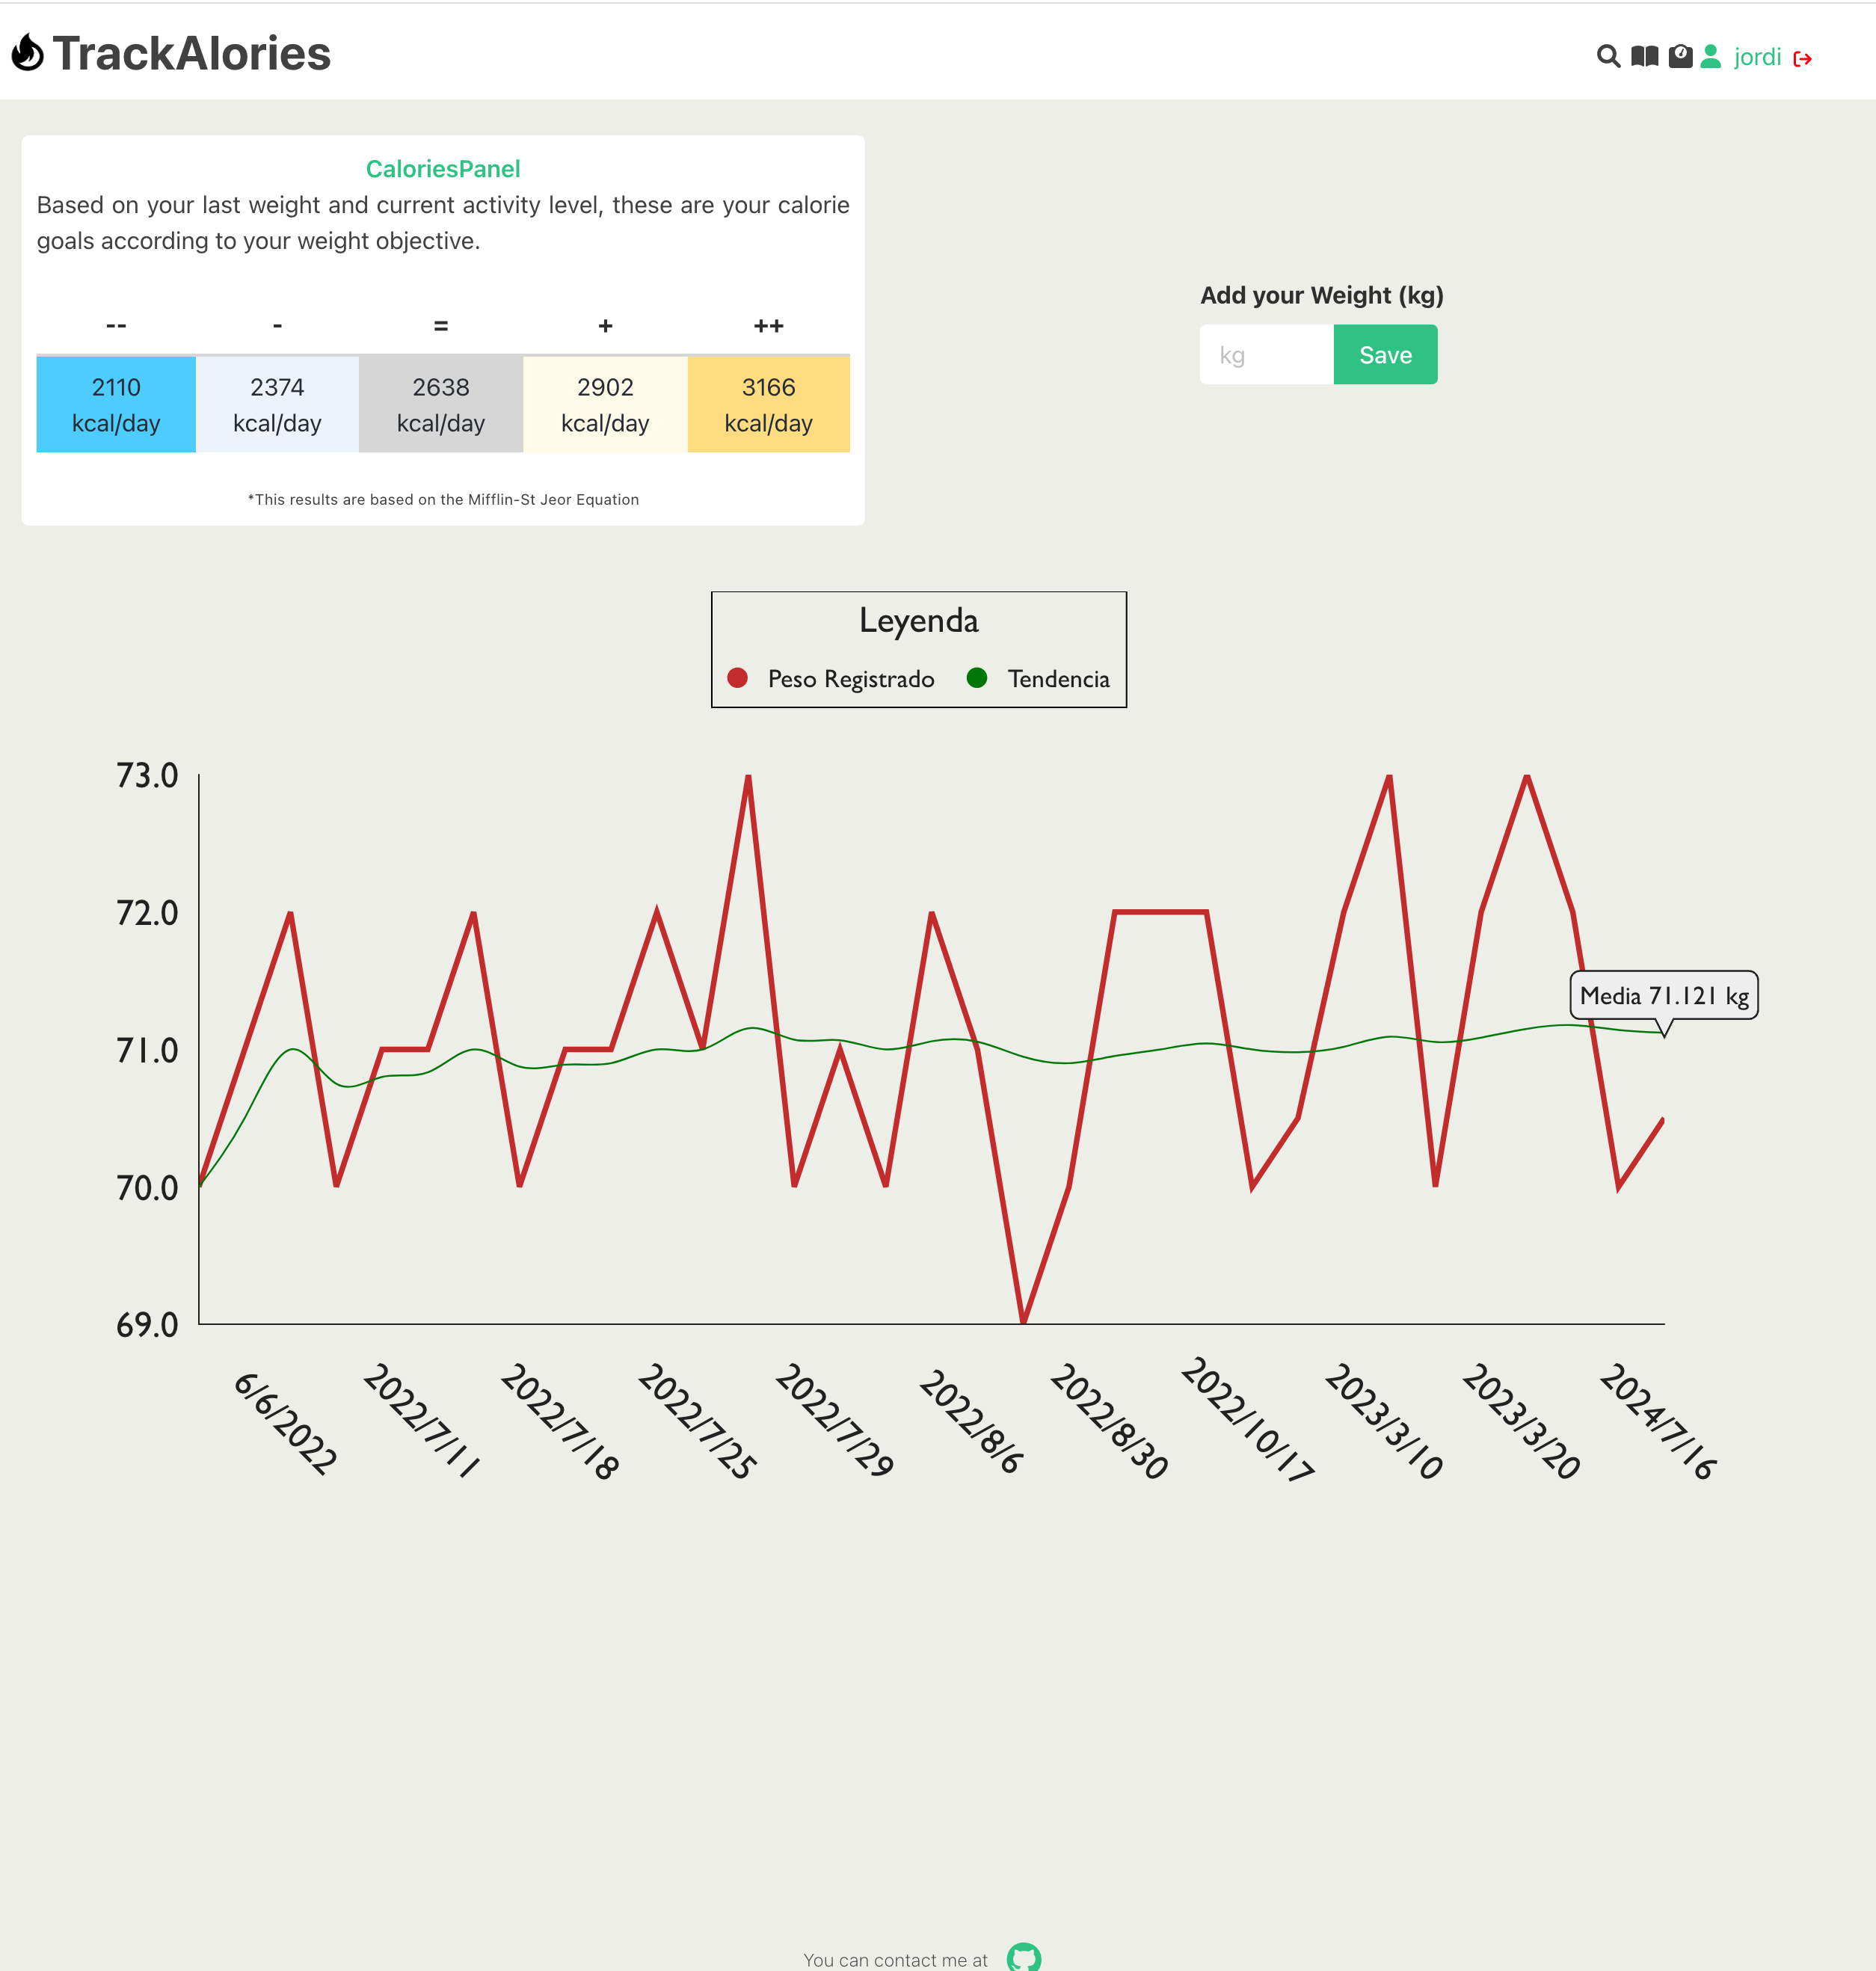 TrackAlories
jordi
CaloriesPanel
Based on your last weight and current activity level, these are your calorie
goals according to your weight objective.
-- - = + ++
2110 2374 2638 2902 3166
kcal/day kcal/day kcal/day kcal/day kcal/day
*This results are based on the Mifflin-St Jeor Equation
Add your Weight (kg)
kg Save
Leyenda
Peso Registrado Tendencia
73.0
72.0
Media 71.121 kg
71.0
70.0
69.0
6/6/2022 2022/7/11 2022/7/18 2022/7/25 2022/7/29 2022/8/6 2022/8/30 2022/10/17 2023/3/10 2023/3/20 2024/7/16
You can contact me at